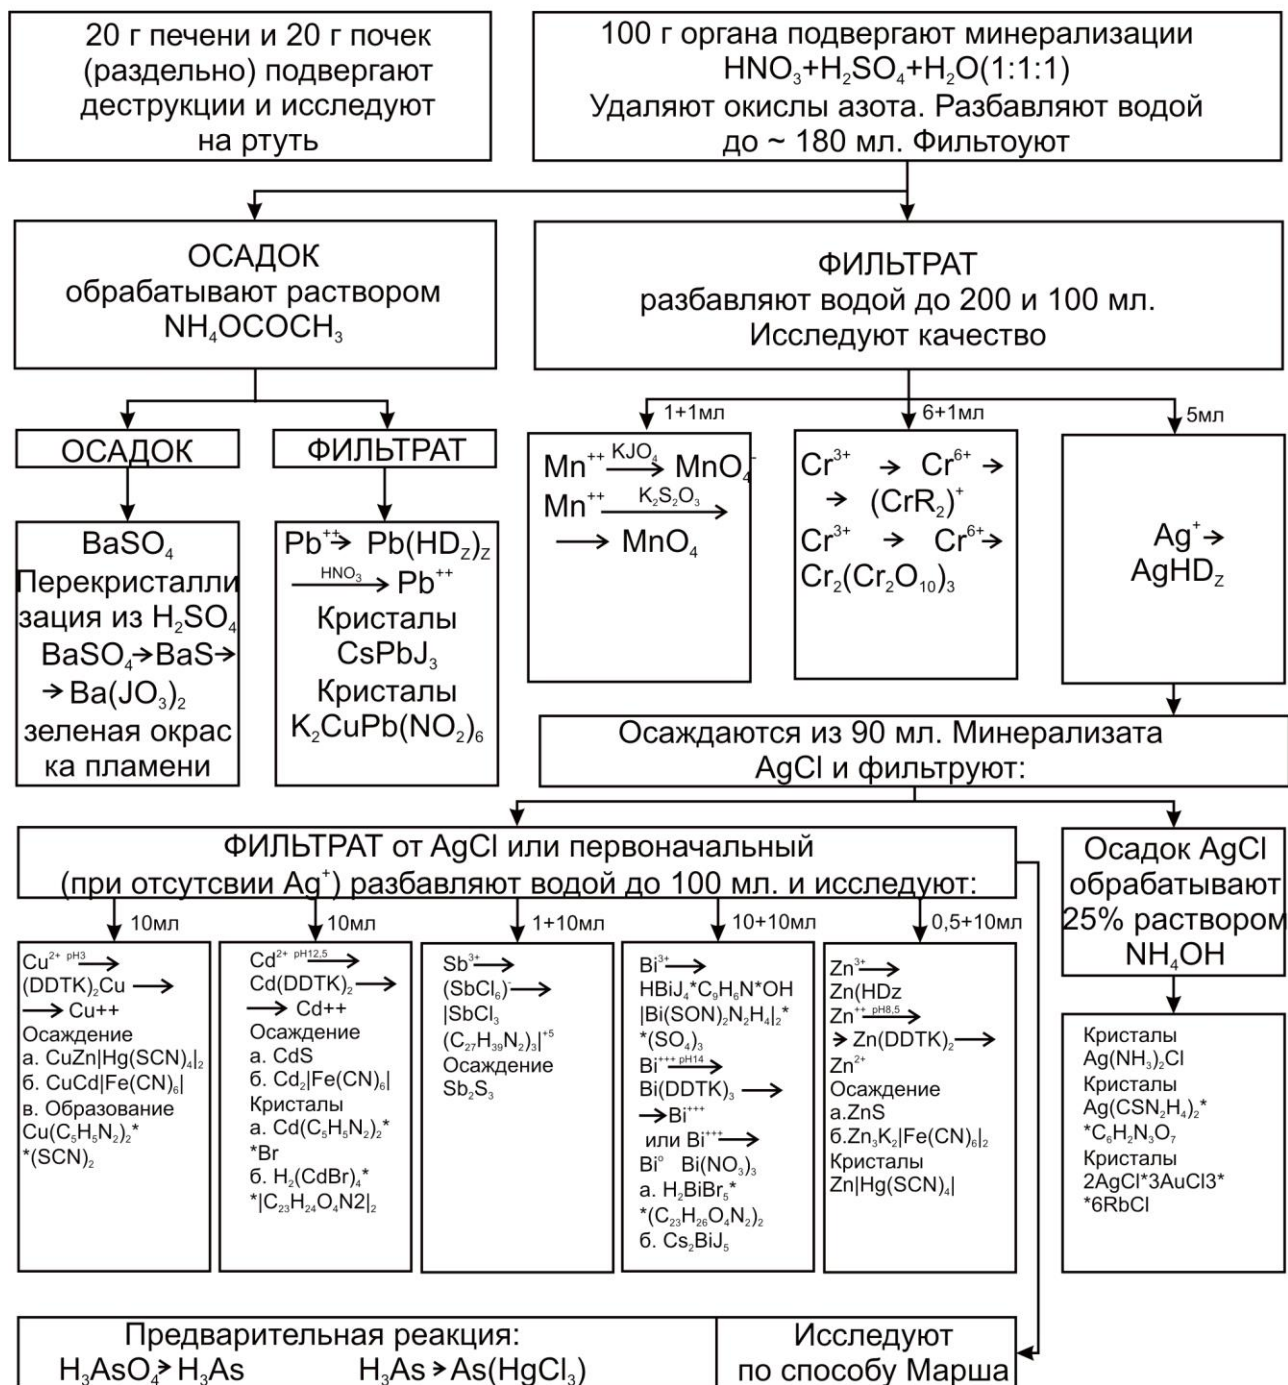 20 г печени и 20 г почек
(раздельно) подвергают
деструкции и исследуют
на ртуть
100 г органа подвергают минерализации
HNO₃+H₂SO₄+H₂O(1:1:1)
Удаляют окислы азота. Разбавляют водой
до ~ 180 мл. Фильтоуют
ОСАДОК
обрабатывают раствором
NH₄OCOCH₃
ФИЛЬТРАТ
разбавляют водой до 200 и 100 мл.
Исследуют качество
ОСАДОК
ФИЛЬТРАТ
BaSO₄
Перекристалли
зация из H₂SO₄
BaSO₄→BaS→
→Ba(JO₃)₂
зеленая окрас
ка пламени
Pb⁺⁺→ Pb(HD_Z)_Z
HNO₃→ Pb⁺⁺
Кристалы
CsPbJ₃
Кристалы
K₂CuPb(NO₂)₆
1+1мл
Mn⁺⁺ KJO₄→ MnO₄⁻
Mn⁺⁺ K₂S₂O₃→
→ MnO₄
6+1мл
Cr³⁺ → Cr⁶⁺ →
→ (CrR₂)⁺
Cr³⁺ → Cr⁶⁺→
Cr₂(Cr₂O₁₀)₃
5мл
Ag⁺→
AgHD_Z
Осаждаются из 90 мл. Минерализата
AgCl и фильтруют:
ФИЛЬТРАТ от AgCl или первоначальный
(при отсутсвии Ag⁺) разбавляют водой до 100 мл. и исследуют:
Осадок AgCl
обрабатывают
25% раствором
NH₄OH
10мл
Cu²⁺ pH3→
(DDTK)₂Cu →
→ Cu++
Осаждение
а. CuZn|Hg(SCN)₄|₂
б. CuCd|Fe(CN)₆|
в. Образование
Cu(C₅H₅N₂)₂*
*(SCN)₂
10мл
Cd²⁺ pH12,5→
Cd(DDTK)₂ →
→ Cd++
Осаждение
а. CdS
б. Cd₂|Fe(CN)₆|
Кристалы
а. Cd(C₅H₅N₂)₂*
*Br
б. H₂(CdBr)₄*
*|C₂₃H₂₄O₄N2|₂
1+10мл
Sb³⁺→
(SbCl₆)⁻→
|SbCl₃
(C₂₇H₃₉N₂)₃|⁺⁵
Осаждение
Sb₂S₃
10+10мл
Bi³⁺→
HBiJ₄*C₉H₆N*OH
|Bi(SON)₂N₂H₄|₂*
*(SO₄)₃
Bi⁺⁺⁺ pH14→
Bi(DDTK)₃ →
→Bi⁺⁺⁺
или Bi⁺⁺⁺→
Biᵒ Bi(NO₃)₃
а. H₂BiBr₅*
*(C₂₃H₂₆O₄N₂)₂
б. Cs₂BiJ₅
0,5+10мл
Zn³⁺→
Zn(HDz
Zn⁺⁺ pH8,5→
→ Zn(DDTK)₂ →
Zn²⁺
Осаждение
а.ZnS
б.Zn₃K₂|Fe(CN)₆|₂
Кристалы
Zn|Hg(SCN)₄|
Кристалы
Ag(NH₃)₂Cl
Кристалы
Ag(CSN₂H₄)₂*
*C₆H₂N₃O₇
Кристалы
2AgCl*3AuCl3*
*6RbCl
Предварительная реакция:
H₃AsO₄→H₃As H₃As→As(HgCl₃)
Исследуют
по способу Марша